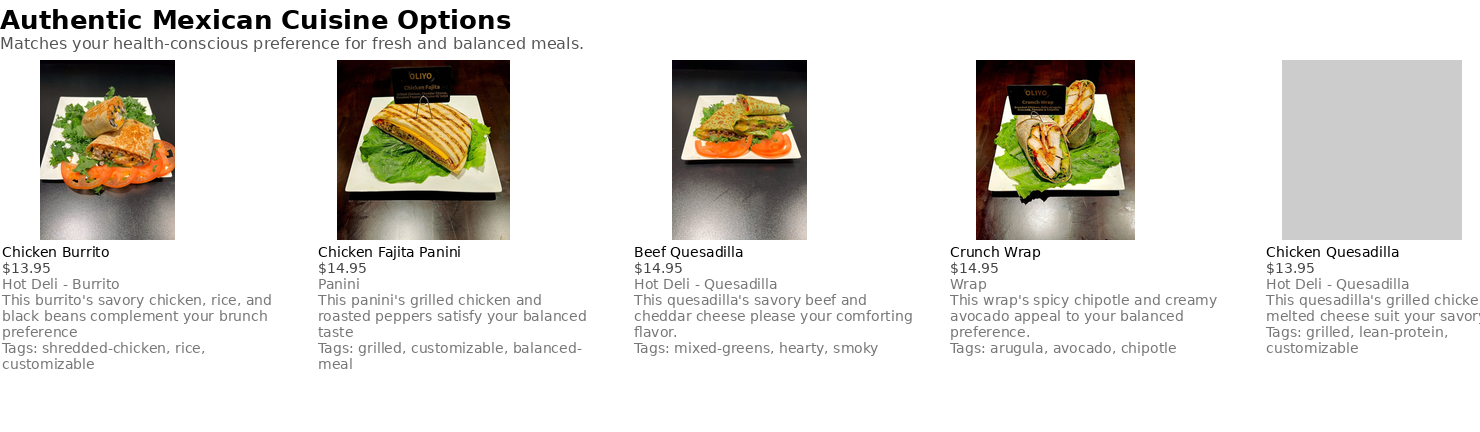 Authentic Mexican Cuisine Options
Matches your health-conscious preference for fresh and balanced meals.
OLIYO
Chicken Fajita
OLIYO
Crunch Wrap
Chicken Burrito
$13.95
Hot Deli - Burrito
This burrito's savory chicken, rice, and
black beans complement your brunch
preference
Tags: shredded-chicken, rice,
customizable
Chicken Fajita Panini
$14.95
Panini
This panini's grilled chicken and
roasted peppers satisfy your balanced
taste
Tags: grilled, customizable, balanced-
meal
Beef Quesadilla
$14.95
Hot Deli - Quesadilla
This quesadilla's savory beef and
cheddar cheese please your comforting
flavor.
Tags: mixed-greens, hearty, smoky
Crunch Wrap
$14.95
Wrap
This wrap's spicy chipotle and creamy
avocado appeal to your balanced
preference.
Tags: arugula, avocado, chipotle
Chicken Quesadilla
$13.95
Hot Deli - Quesadilla
This quesadilla's grilled chicke
melted cheese suit your savory
Tags: grilled, lean-protein,
customizable